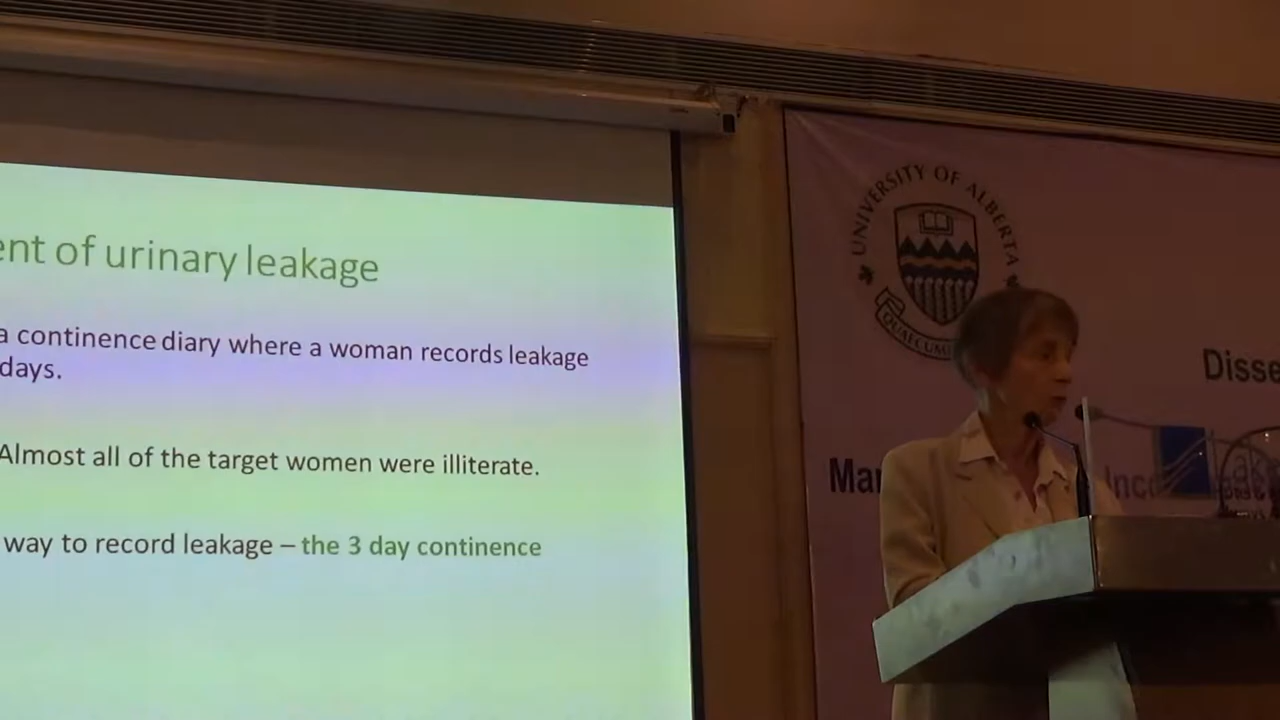 ent of urinary leakage
a continence diary where a woman records leakage
days.
Almost all of the target women were illiterate.
way to record leakage – the 3 day continence
UNIVERSITY OF ALBERTA
QUAECUM
Disse
Mar
Inco